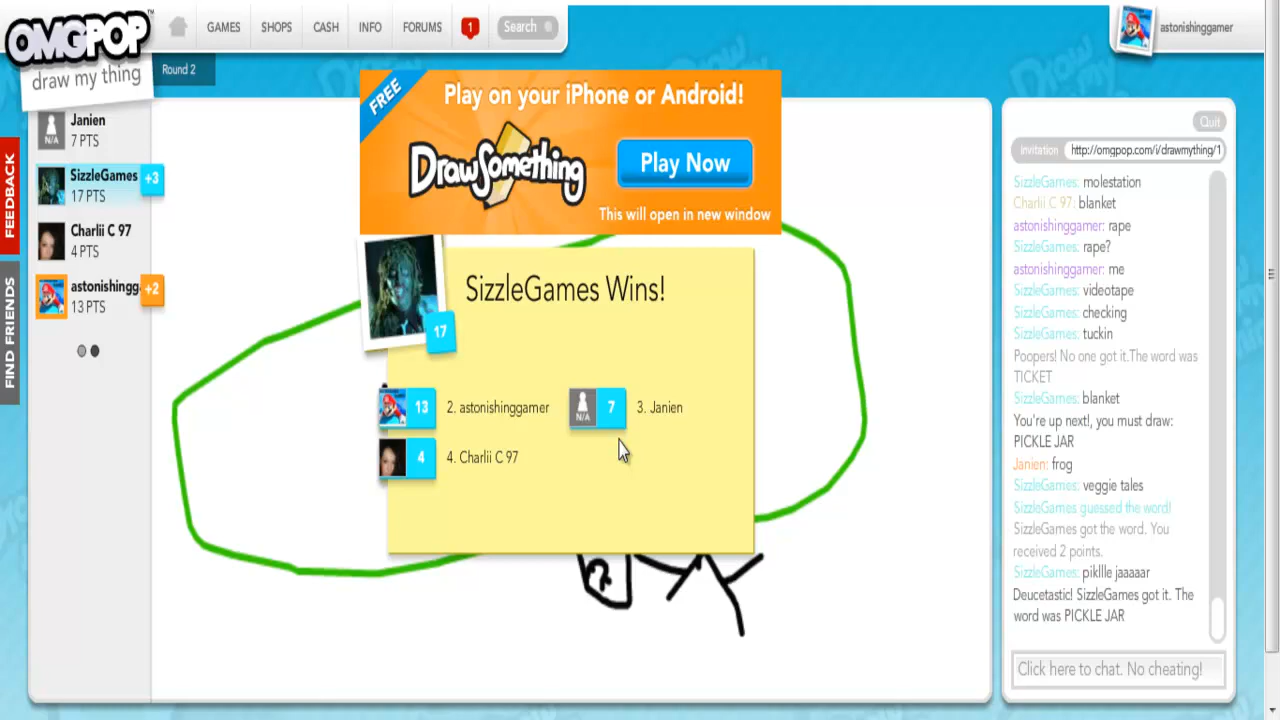 OMGPOP™
draw my thing
GAMES
SHOPS
CASH
INFO
FORUMS
1
Search
astonishinggamer
Round 2
FEEDBACK
FIND FRIENDS
N/A
Janien
7 PTS
SizzleGames
+3
17 PTS
Charlii C 97
4 PTS
astonishingg.
+2
13 PTS
FREE
Play on your iPhone or Android!
DrawSomething
Play Now
This will open in new window
SizzleGames Wins!
17
13
2. astonishinggamer
N/A
7
3. Janien
4
4. Charlii C 97
?
Quit
Invitation
http://omgpop.com/i/drawmything/1
SizzleGames: molestation
Charlii C 97: blanket
astonishinggamer: rape
SizzleGames: rape?
astonishinggamer: me
SizzleGames: videotape
SizzleGames: checking
SizzleGames: tuckin
Poopers! No one got it.The word was
TICKET
SizzleGames: blanket
You're up next!, you must draw:
PICKLE JAR
Janien: frog
SizzleGames: veggie tales
SizzleGames guessed the word!
SizzleGames got the word. You
received 2 points.
SizzleGames: pikllle jaaaaar
Deucetastic! SizzleGames got it. The
word was PICKLE JAR
Click here to chat. No cheating!